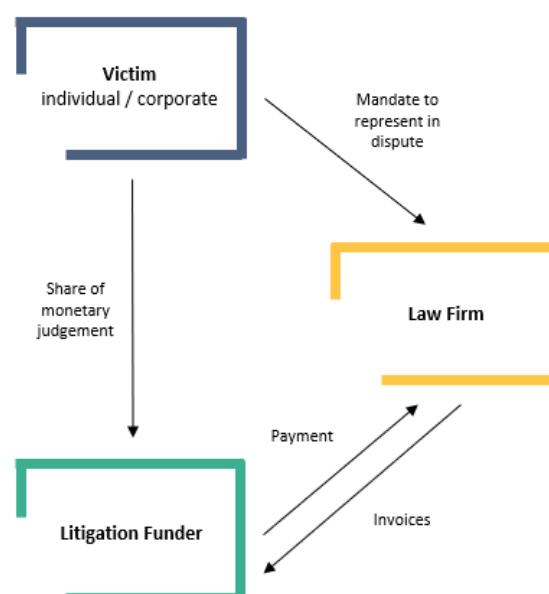 Victim
individual / corporate
Mandate to
represent in
dispute
Share of
monetary
judgement
Law Firm
Payment
Invoices
Litigation Funder